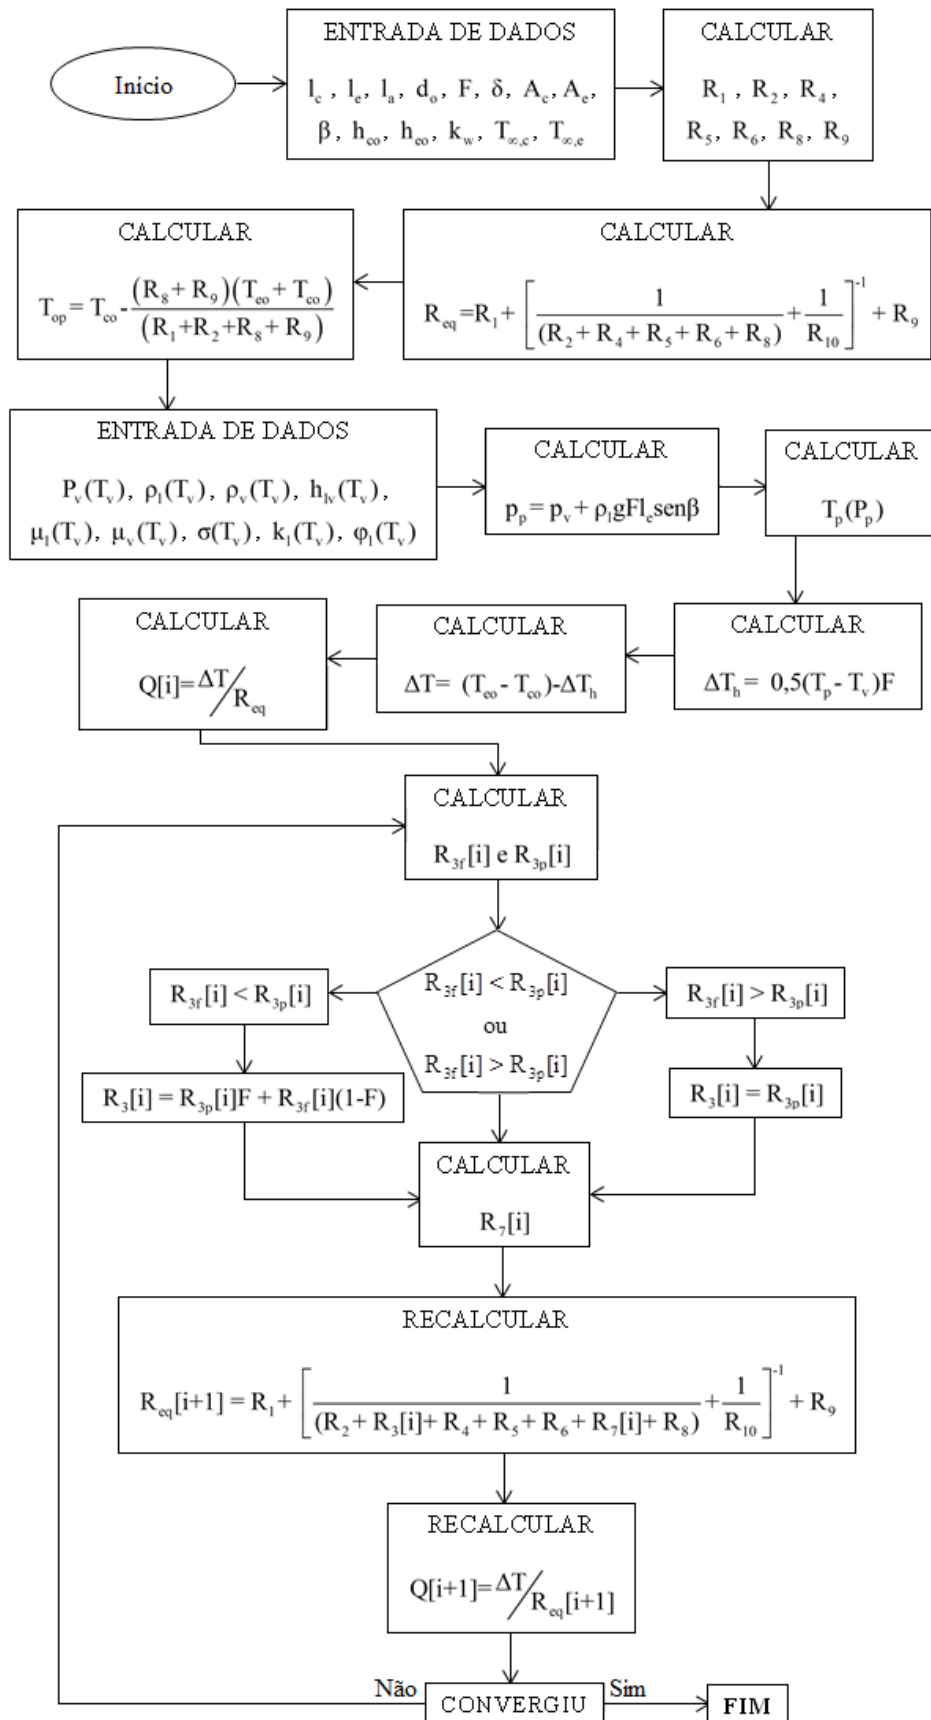 Início
ENTRADA DE DADOS
l_c , l_e , l_a , d_o , F, δ, A_c, A_e,
β, h_co, h_eo, k_w, T_∞,c, T_∞,e
CALCULAR
R_1 , R_2 , R_4 ,
R_5, R_6, R_8, R_9
CALCULAR
R_eq = R_1 + [1/(R_2 + R_4 + R_5 + R_6 + R_8) + 1/R_10]^-1 + R_9
CALCULAR
T_op = T_co - (R_8 + R_9)(T_eo + T_co)/(R_1 + R_2 + R_8 + R_9)
ENTRADA DE DADOS
P_v(T_v), ρ_l(T_v), ρ_v(T_v), h_lv(T_v),
μ_l(T_v), μ_v(T_v), σ(T_v), k_l(T_v), φ_l(T_v)
CALCULAR
p_p = p_v + ρ_l gFl_e senβ
CALCULAR
T_p(P_p)
CALCULAR
ΔT_h = 0,5(T_p - T_v)F
CALCULAR
ΔT = (T_eo - T_co)-ΔT_h
CALCULAR
Q[i]=ΔT/R_eq
CALCULAR
R_3f[i] e R_3p[i]
R_3f[i] < R_3p[i]
ou
R_3f[i] > R_3p[i]
R_3f[i] < R_3p[i]
R_3[i] = R_3p[i]F + R_3f[i](1-F)
R_3f[i] > R_3p[i]
R_3[i] = R_3p[i]
CALCULAR
R_7[i]
RECALCULAR
R_eq[i+1] = R_1 + [1/(R_2 + R_3[i]+ R_4 + R_5 + R_6 + R_7[i]+ R_8) + 1/R_10]^-1 + R_9
RECALCULAR
Q[i+1]=ΔT/R_eq[i+1]
Não
CONVERGIU
Sim
FIM